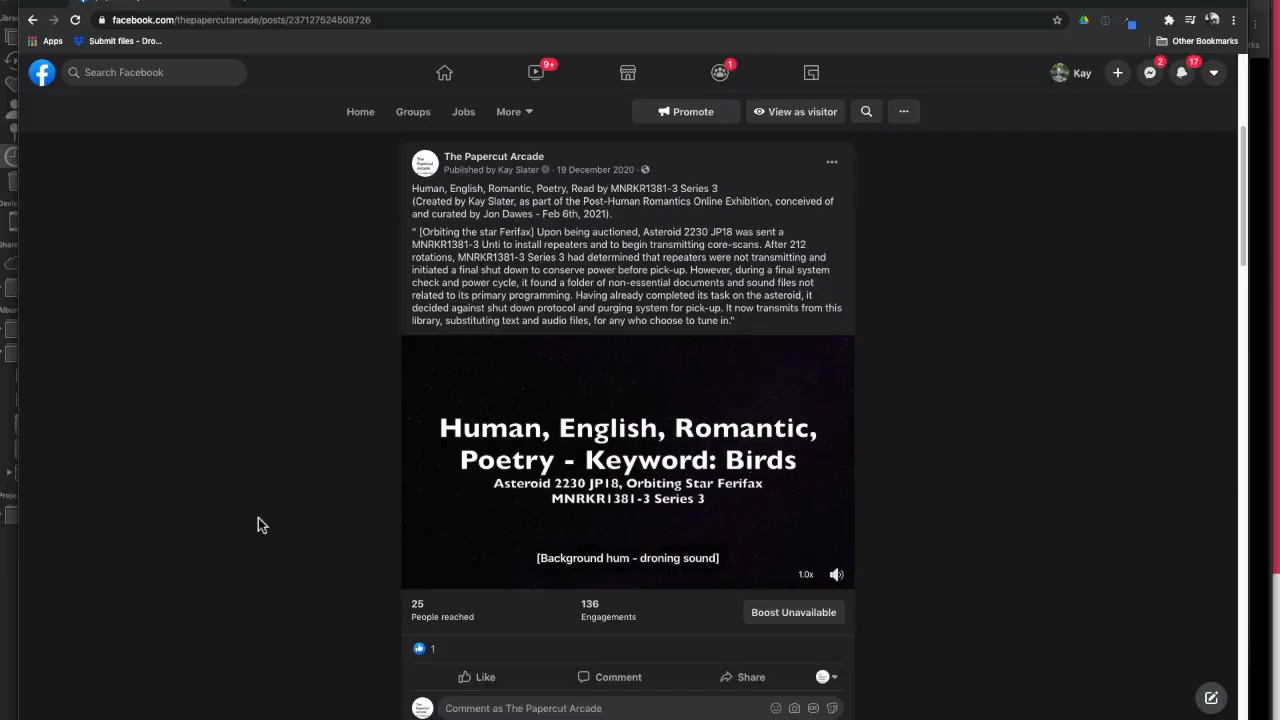 facebook.com/thepapercutarcade/posts/237127524508726
Apps
Submit files - Dro...
Other Bookmarks
Search Facebook
9+
1
Kay
2
17
Home
Groups
Jobs
More
Promote
View as visitor
The Papercut Arcade
Published by Kay Slater · 19 December 2020 ·
Human, English, Romantic, Poetry, Read by MNRKR1381-3 Series 3
(Created by Kay Slater, as part of the Post-Human Romantics Online Exhibition, conceived of
and curated by Jon Dawes - Feb 6th, 2021).
" [Orbiting the star Ferifax] Upon being auctioned, Asteroid 2230 JP18 was sent a
MNRKR1381-3 Unti to install repeaters and to begin transmitting core-scans. After 212
rotations, MNRKR1381-3 Series 3 had determined that repeaters were not transmitting and
initiated a final shut down to conserve power before pick-up. However, during a final system
check and power cycle, it found a folder of non-essential documents and sound files not
related to its primary programming. Having already completed its task on the asteroid, it
decided against shut down protocol and purging system for pick-up. It now transmits from this
library, substituting text and audio files, for any who choose to tune in."
Human, English, Romantic,
Poetry - Keyword: Birds
Asteroid 2230 JP18, Orbiting Star Ferifax
MNRKR1381-3 Series 3
[Background hum - droning sound]
1.0x
25
People reached
136
Engagements
Boost Unavailable
1
Like
Comment
Share
Comment as The Papercut Arcade